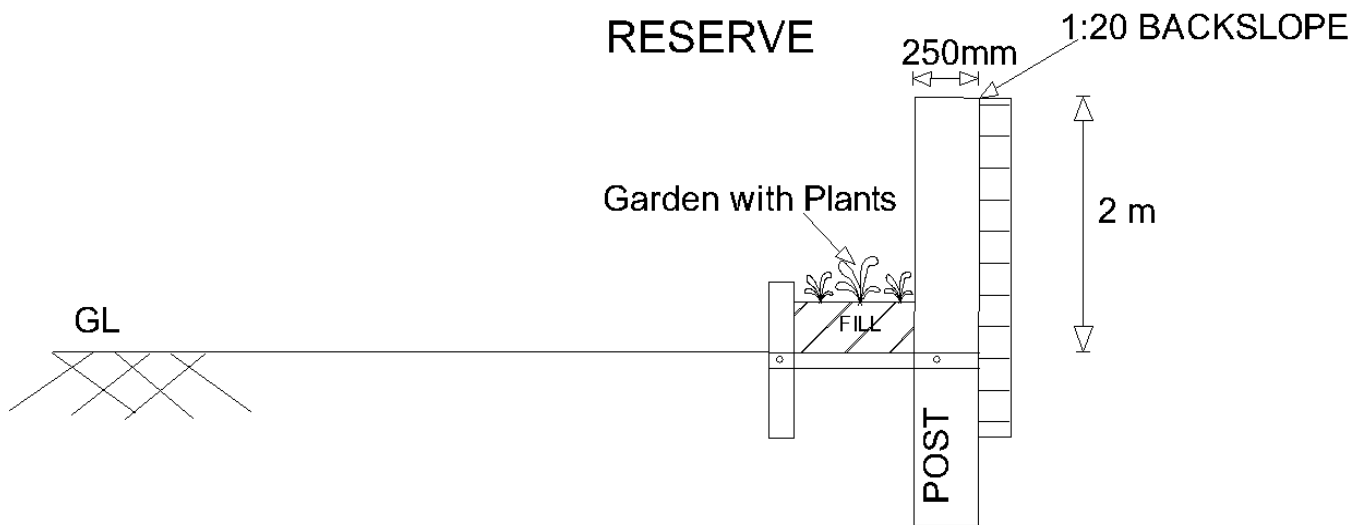 RESERVE
1:20 BACKSLOPE
250mm
Garden with Plants
2 m
GL
FILL
POST